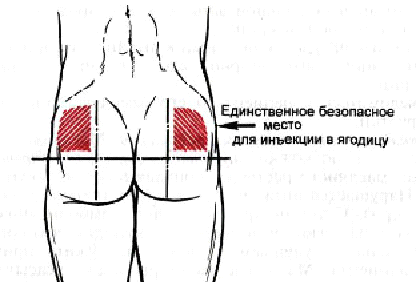 Единственное безопасное
место
для инъекции в ягодицу